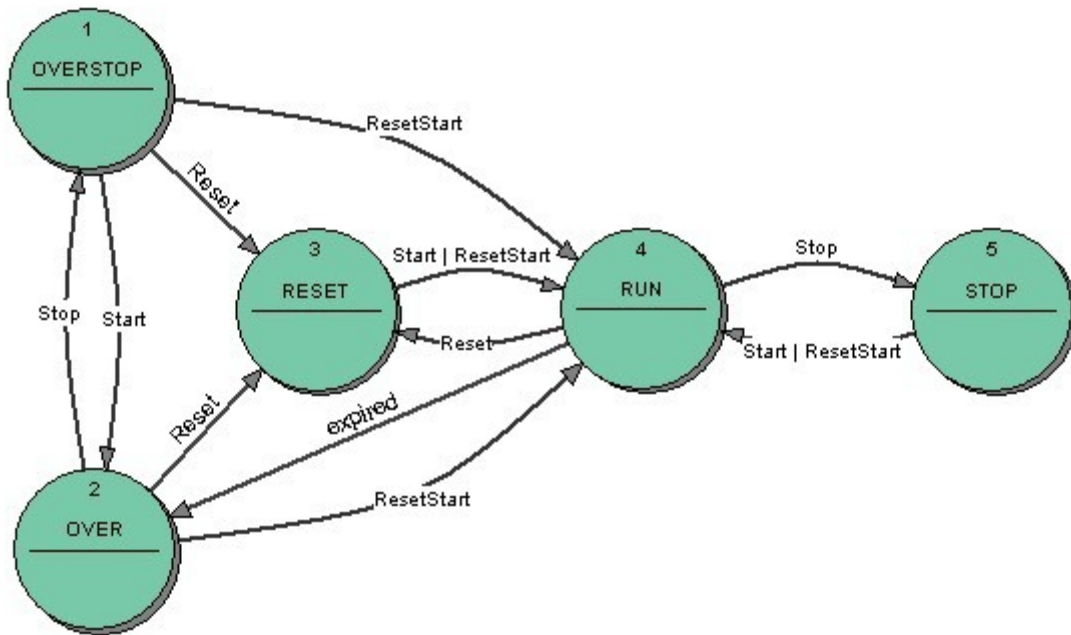 1
OVERSTOP
ResetStart
Reset
3
RESET
Start | ResetStart
4
RUN
Stop
5
STOP
Stop
Start
Reset
Start | ResetStart
expired
Reset
2
OVER
ResetStart